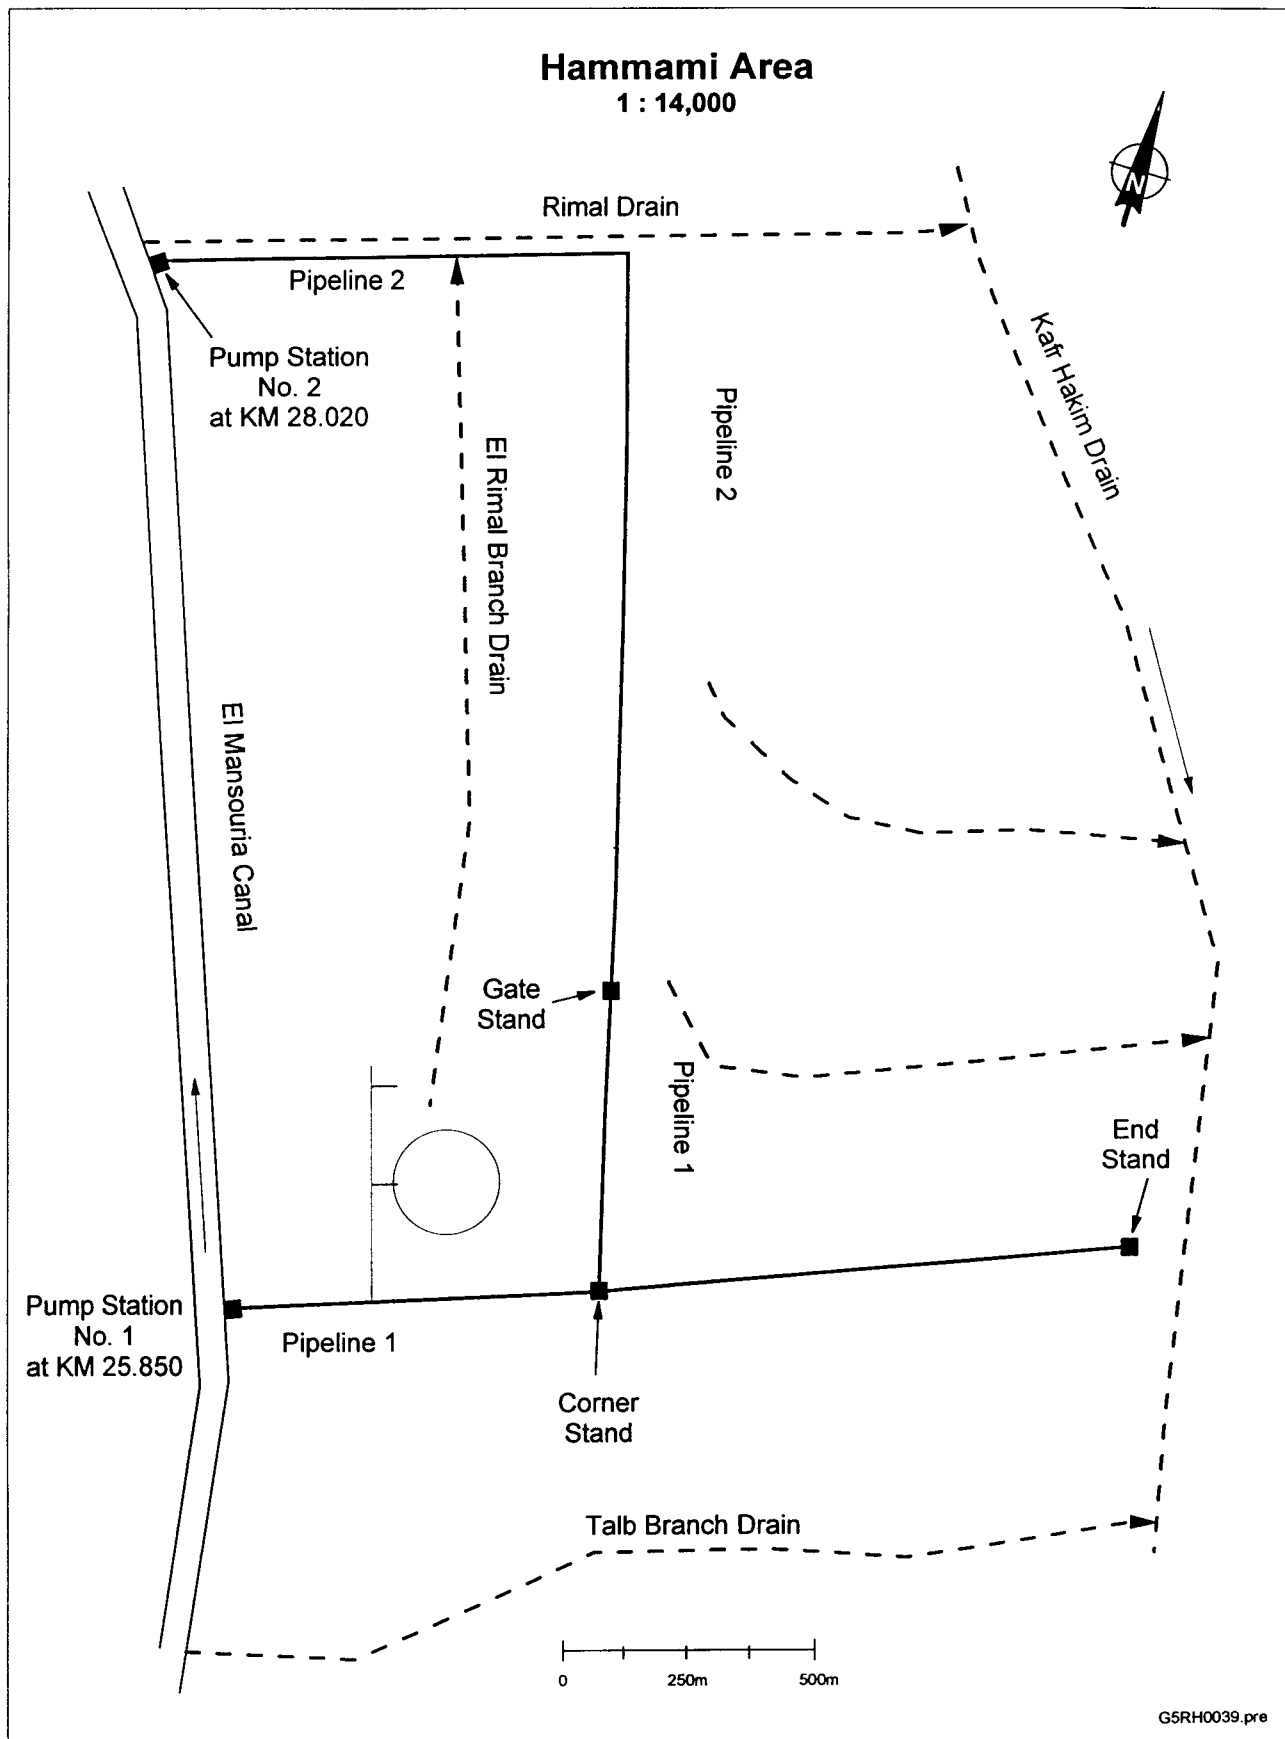 Hammami Area
1 : 14,000
N
Rimal Drain
Pipeline 2
Kafr Hakim Drain
Pump Station
No. 2
at KM 28.020
Pipeline 2
El Rimal Branch Drain
El Mansouria Canal
Gate
Stand
Pipeline 1
End
Stand
Pump Station
No. 1
at KM 25.850
Pipeline 1
Corner
Stand
Talb Branch Drain
0
250m
500m
G5RH0039.pre